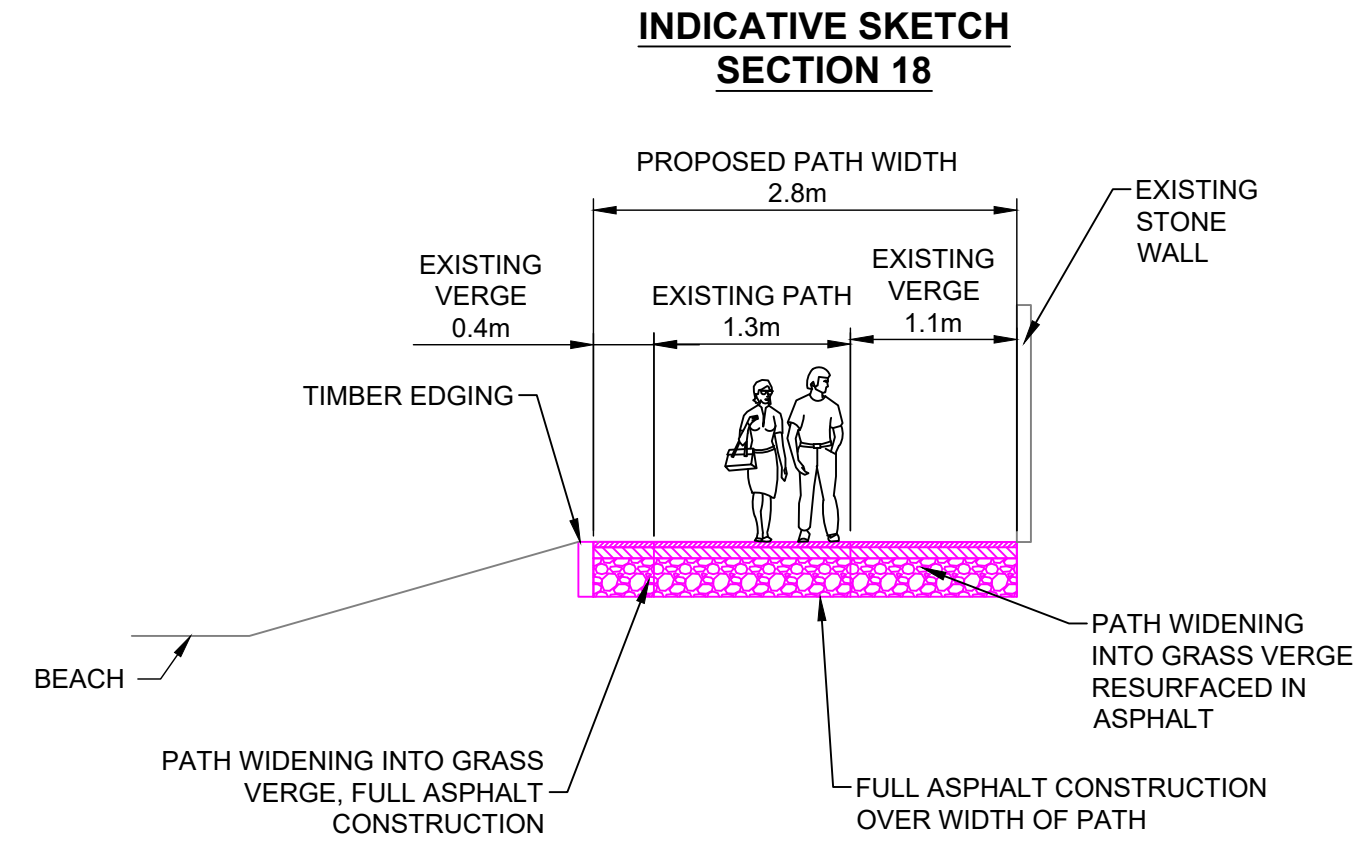 INDICATIVE SKETCH
SECTION 18
PROPOSED PATH WIDTH
2.8m
EXISTING
STONE
WALL
EXISTING
VERGE
0.4m
EXISTING PATH
1.3m
EXISTING
VERGE
1.1m
TIMBER EDGING
BEACH
PATH WIDENING
INTO GRASS VERGE
RESURFACED IN
ASPHALT
PATH WIDENING INTO GRASS
VERGE, FULL ASPHALT
CONSTRUCTION
FULL ASPHALT CONSTRUCTION
OVER WIDTH OF PATH